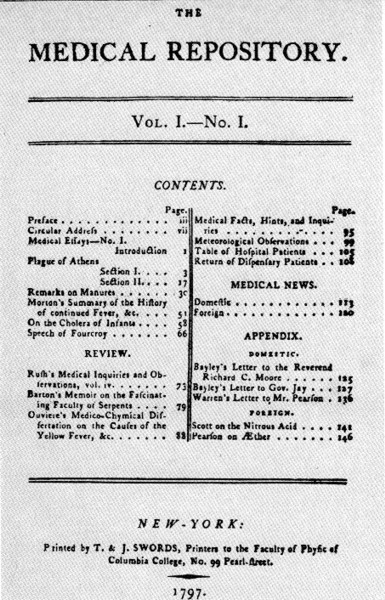 THE
MEDICAL REPOSITORY.
VOL. I.—No. I.
CONTENTS.
Page.
Preface . . . . . . . . . . . . iii
Circular Addreſs . . . . . . . . vii
Medical Eſſays—No. I.
Introduction 1
Plague of Athens
Section I. . . . 3
Section II. . . . 17
Remarks on Manures . . . . 30
Morton's Summary of the Hiſtory
of continued Fever, &c. . . . 51
On the Cholera of Infants . . . . 58
Speech of Fourcroy . . . . . . 66
REVIEW.
Ruſh's Medical Inquiries and Ob-
ſervations, vol. iv. . . . . . 73
Barton's Memoir on the Faſcinat-
ing Faculty of Serpents . . . . 79
Ouviere's Medico-Chymical Diſ-
ſertation on the Cauſes of the
Yellow Fever, &c. . . . . . . 88
Page.
Medical Facts, Hints, and Inqui-
ries . . . . . . . . . . . . 95
Meteorological Obſervations . . . 99
Table of Hoſpital Patients . . . 105
Return of Diſpenſary Patients . . 106
MEDICAL NEWS.
Domeſtic . . . . . . . . . . . 113
Foreign . . . . . . . . . . . . 120
APPENDIX.
DOMESTIC.
Bayley's Letter to the Reverend
Richard C. Moore . . . . . . 125
Bayley's Letter to Gov. Jay . . . 127
Warren's Letter to Mr. Pearſon . 136
FOREIGN.
Scott on the Nitrous Acid . . . . 141
Pearſon on Æther . . . . . . . 146
NEW-YORK:
Printed by T. & J. SWORDS, Printers to the Faculty of Phyſic of
Columbia College, No. 99 Pearl-ſtreet.
1797.